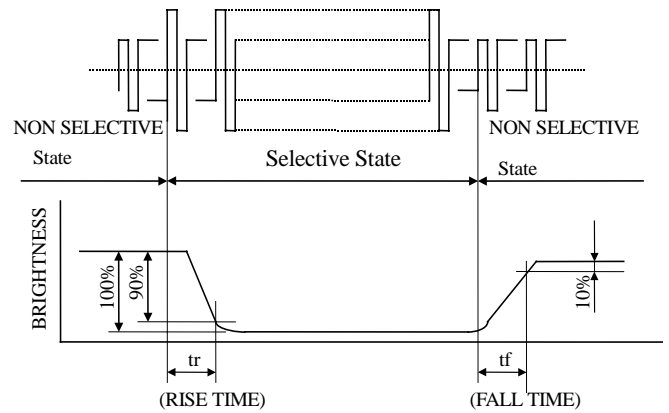 NON SELECTIVE
NON SELECTIVE
State
Selective State
State
BRIGHTNESS
100%
90%
10%
tr
tf
(RISE TIME)
(FALL TIME)